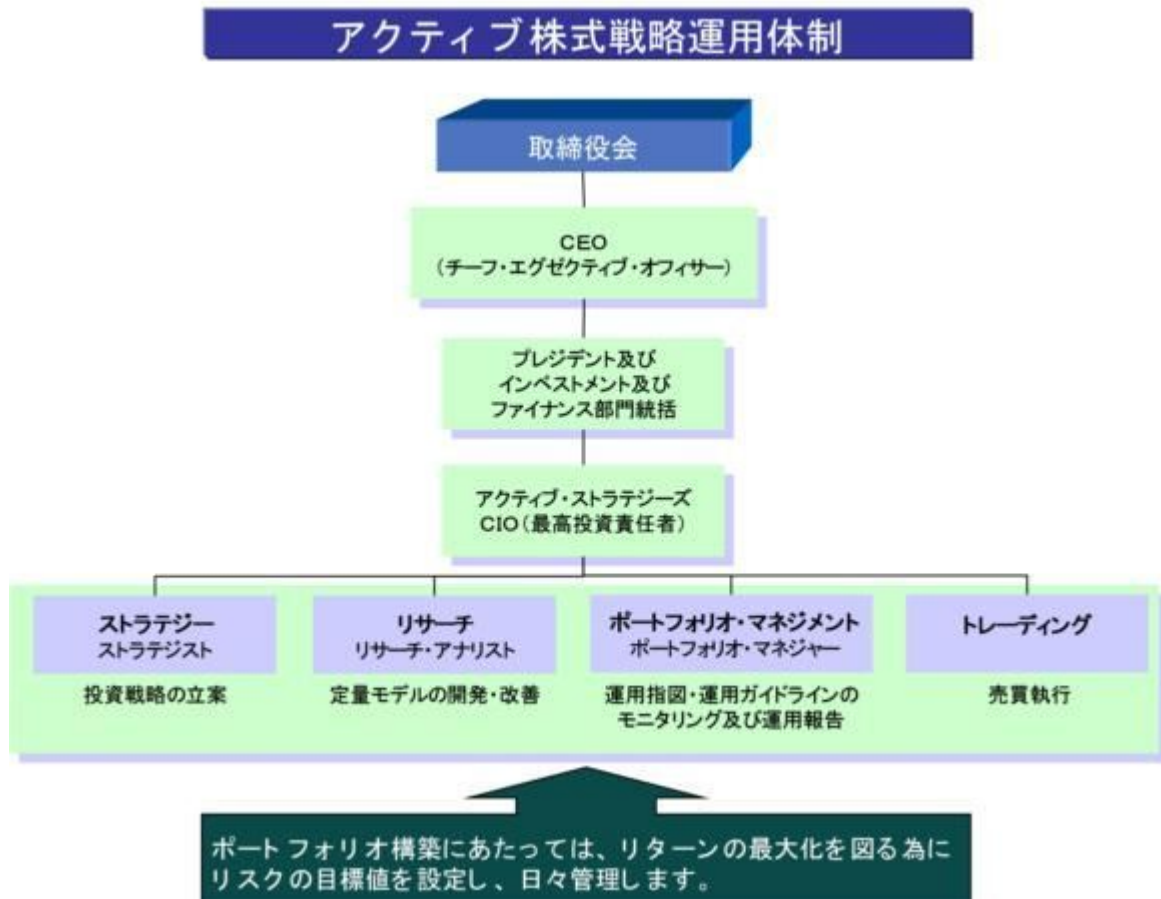 アクティブ株式戦略運用体制
取締役会
CEO
(チーフ・エグゼクティブ・オフィサー)
プレジデント及び
インベストメント及び
ファイナンス部門統括
アクティブ・ストラテジーズ
CIO(最高投資責任者)
ストラテジー
ストラテジスト
投資戦略の立案
リサーチ
リサーチ・アナリスト
定量モデルの開発・改善
ポートフォリオ・マネジメント
ポートフォリオ・マネジャー
運用指図・運用ガイドラインの
モニタリング及び運用報告
トレーディング
売買執行
ポートフォリオ構築にあたっては、リターンの最大化を図る為に
リスクの目標値を設定し、日々管理します。